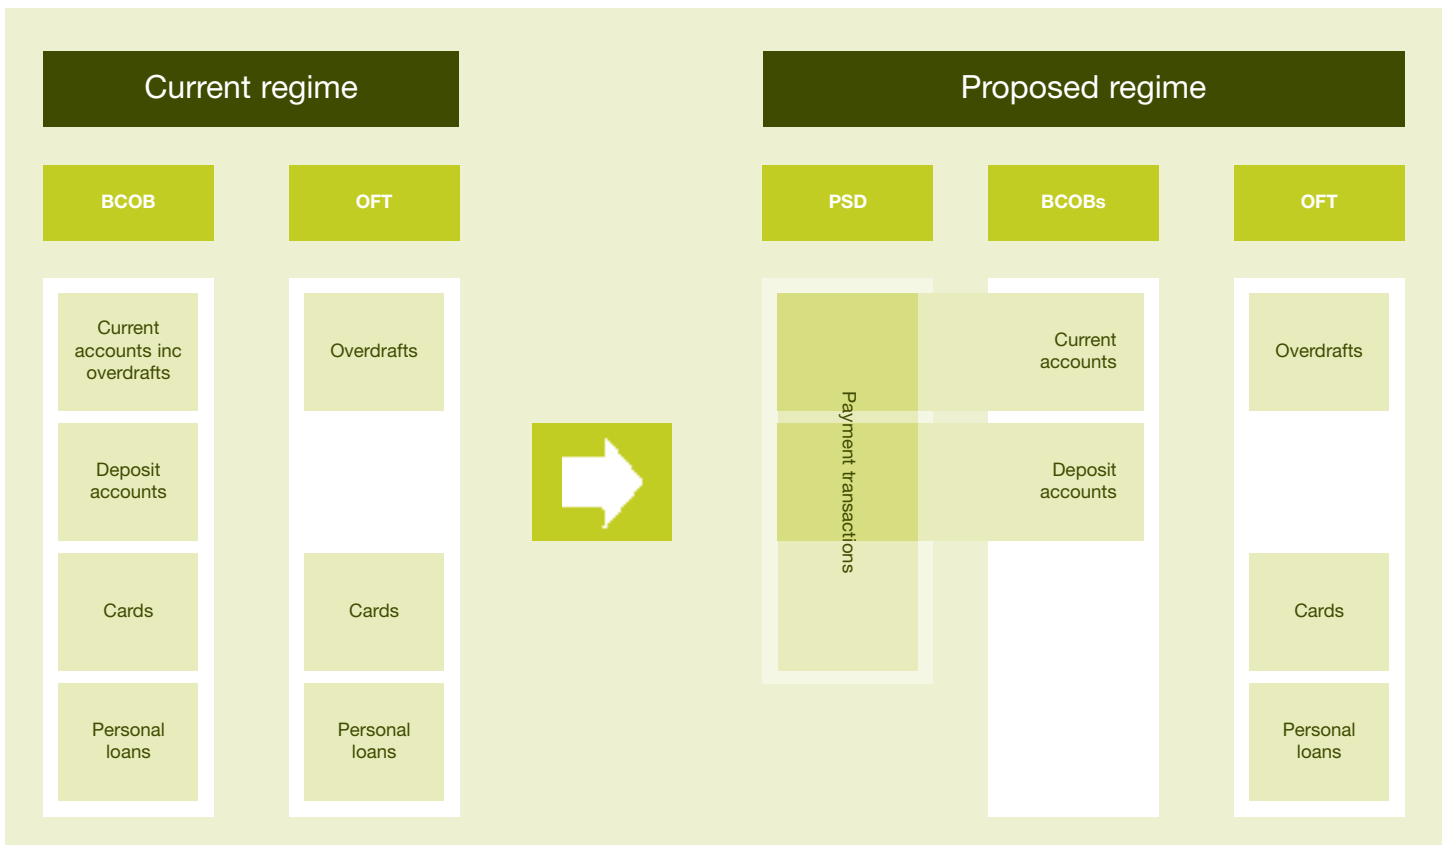 Current regime
Proposed regime
BCOB
OFT
PSD
BCOBs
OFT
Current
accounts inc
overdrafts
Deposit
accounts
Cards
Personal
loans
Overdrafts
Cards
Personal
loans
Payment transactions
Current
accounts
Deposit
accounts
Overdrafts
Cards
Personal
loans